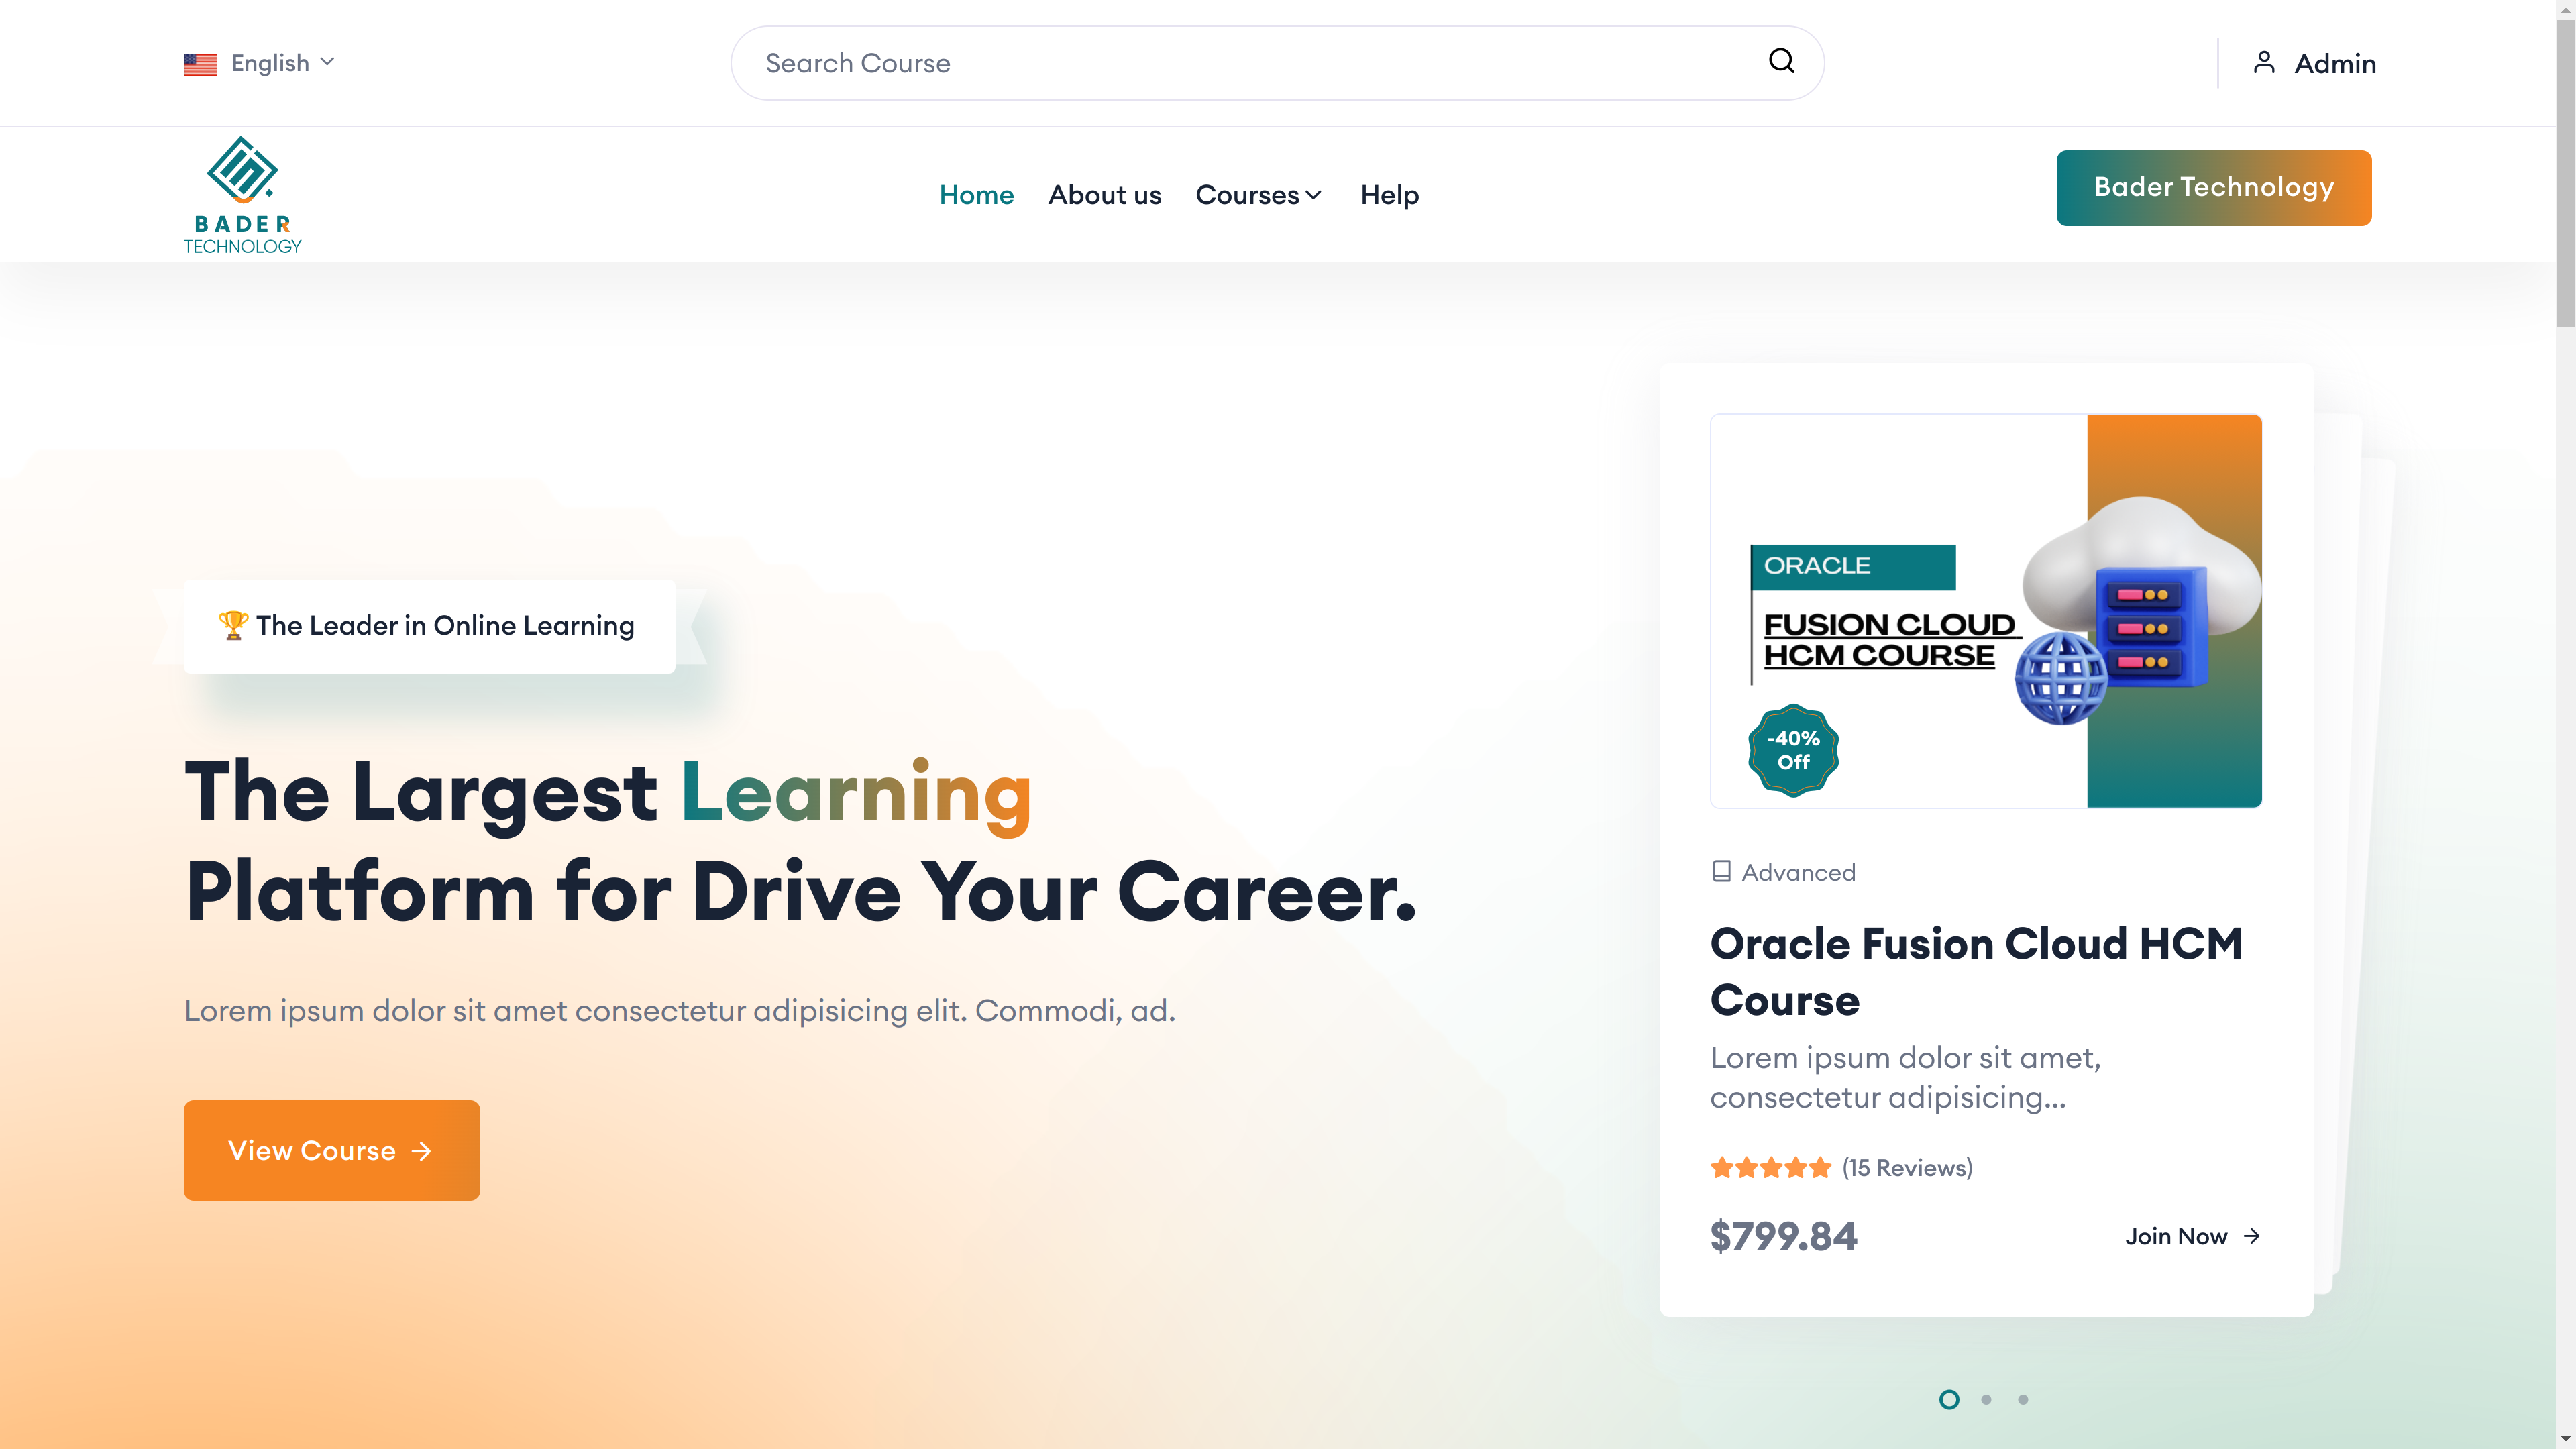 English
Search Course
Admin
BADER
TECHNOLOGY
Home
About us
Courses
Help
Bader Technology
🏆 The Leader in Online Learning
The Largest Learning
Platform for Drive Your Career.
Lorem ipsum dolor sit amet consectetur adipisicing elit. Commodi, ad.
View Course
ORACLE
FUSION CLOUD
HCM COURSE
-40%
Off
Advanced
Oracle Fusion Cloud HCM
Course
Lorem ipsum dolor sit amet,
consectetur adipisicing...
(15 Reviews)
$799.84
Join Now